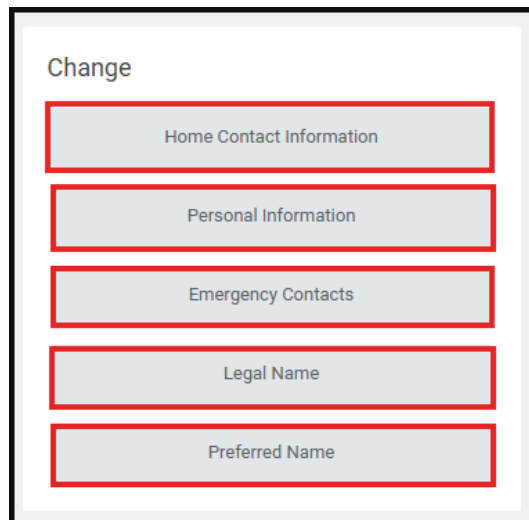 Change
Home Contact Information
Personal Information
Emergency Contacts
Legal Name
Preferred Name